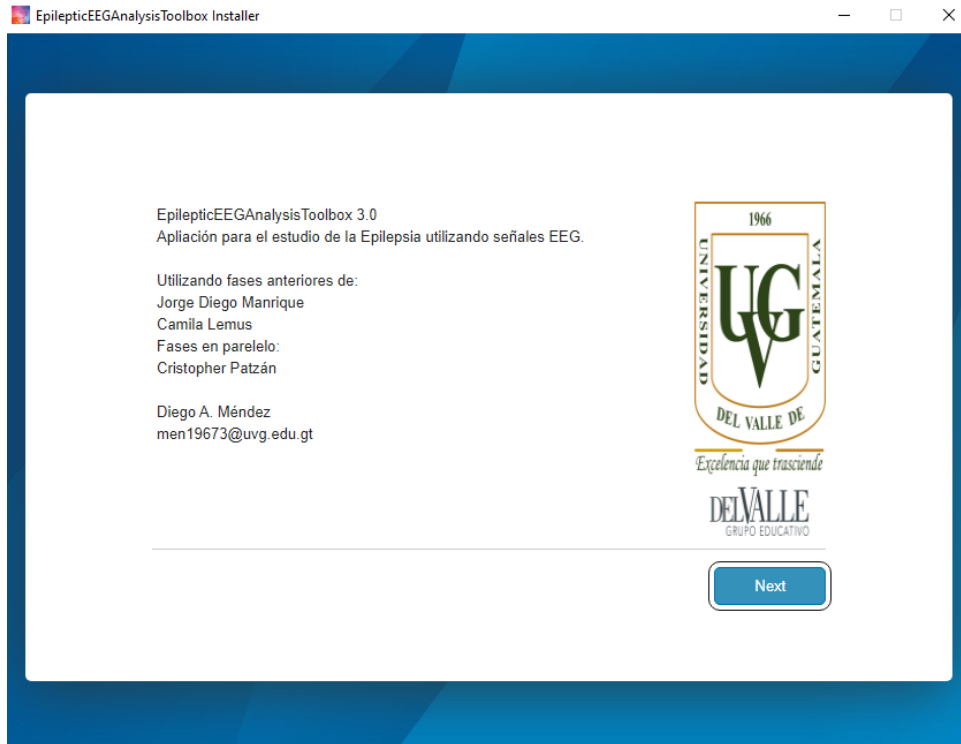 EpilepticEEGAnalysisToolbox Installer
EpilepticEEGAnalysisToolbox 3.0
Apliación para el estudio de la Epilepsia utilizando señales EEG.
Utilizando fases anteriores de:
Jorge Diego Manrique
Camila Lemus
Fases en parelelo:
Cristopher Patzán
Diego A. Méndez
men19673@uvg.edu.gt
1966
UNIVERSIDAD
UVG
GUATEMALA
DEL VALLE DE
Excelencia que trasciende
DELVALLE
GRUPO EDUCATIVO
Next